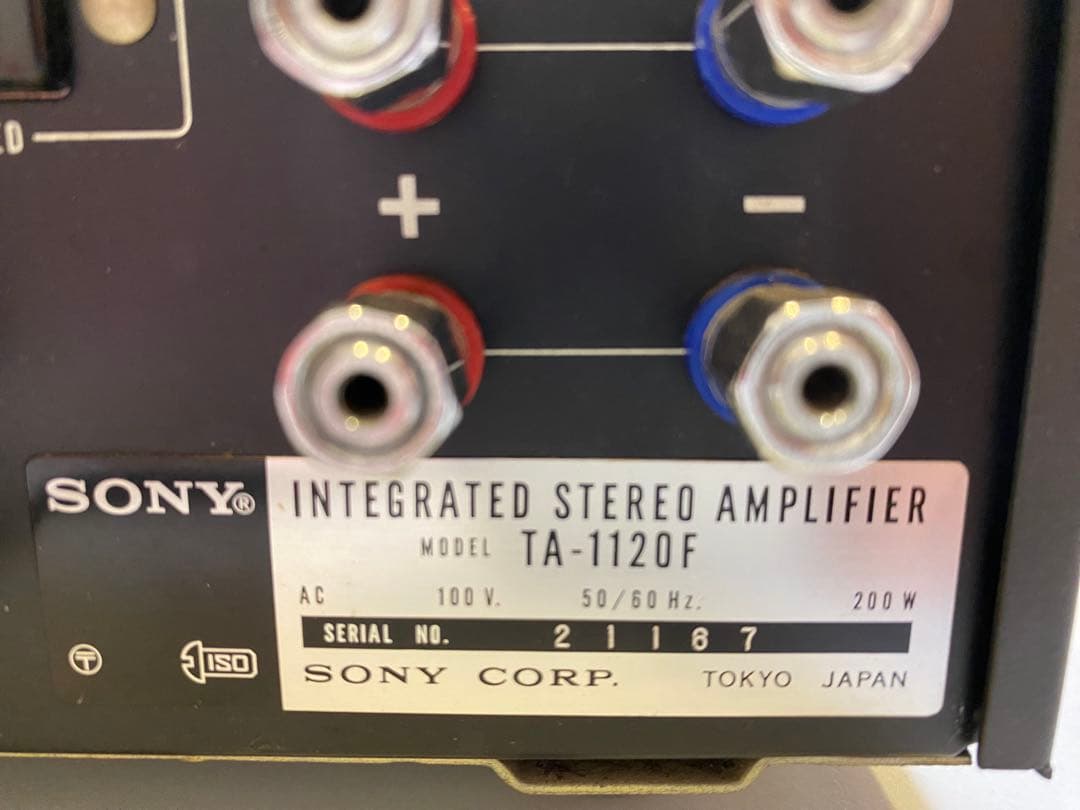 + −
SONY®
INTEGRATED STEREO AMPLIFIER
MODEL TA-1120F
AC 100 V. 50/60 Hz. 200 W
SERIAL NO. 21167
ISO
SONY CORP. TOKYO JAPAN